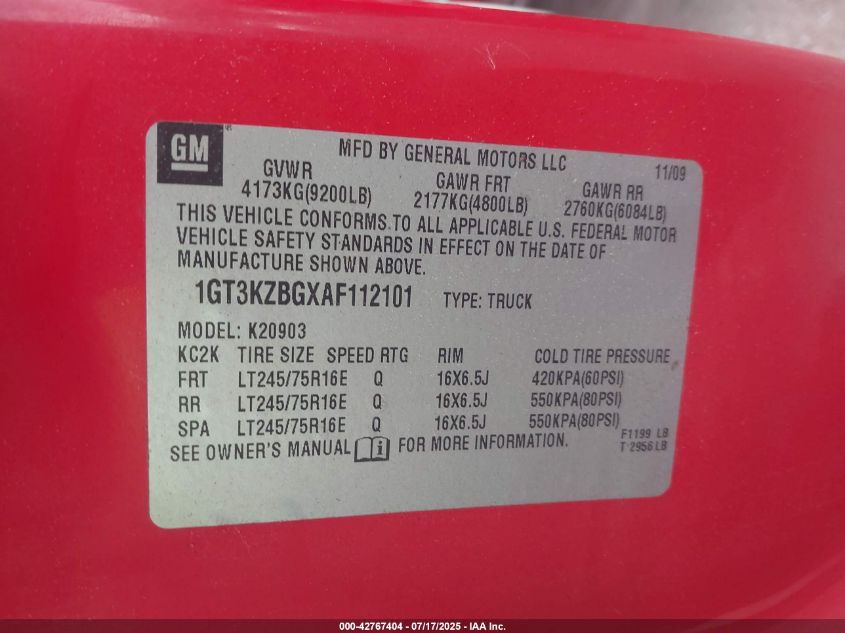 GM
MFD BY GENERAL MOTORS LLC 11/09
GVWR GAWR FRT GAWR RR
4173KG(9200LB) 2177KG(4800LB) 2760KG(6084LB)
THIS VEHICLE CONFORMS TO ALL APPLICABLE U.S. FEDERAL MOTOR
VEHICLE SAFETY STANDARDS IN EFFECT ON THE DATE OF
MANUFACTURE SHOWN ABOVE.
1GT3KZBGXAF112101 TYPE: TRUCK
MODEL: K20903
KC2K TIRE SIZE SPEED RTG RIM COLD TIRE PRESSURE
FRT LT245/75R16E Q 16X6.5J 420KPA(60PSI)
RR LT245/75R16E Q 16X6.5J 550KPA(80PSI)
SPA LT245/75R16E Q 16X6.5J 550KPA(80PSI)
F1199 LB
SEE OWNER'S MANUAL FOR MORE INFORMATION. T 2956 LB
000-42767404 - 07/17/2025 - IAA Inc.